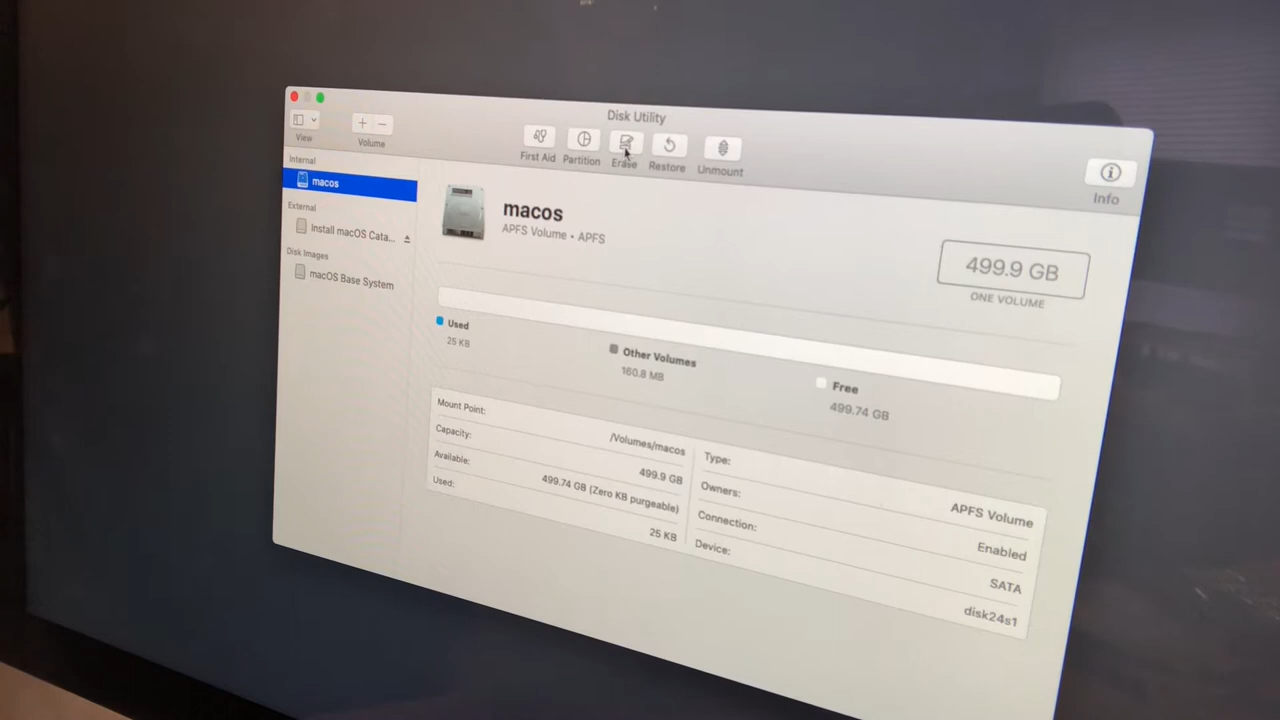 Disk Utility
View
Volume
First Aid
Partition
Erase
Restore
Unmount
Info
Internal
macos
External
Install macOS Cata...
Disk Images
macOS Base System
macos
APFS Volume • APFS
499.9 GB
ONE VOLUME
Used
25 KB
Other Volumes
160.8 MB
Free
499.74 GB
Mount Point: /Volumes/macos
Capacity: 499.9 GB
Available: 499.74 GB (Zero KB purgeable)
Used: 25 KB
Type: APFS Volume
Owners: Enabled
Connection: SATA
Device: disk24s1